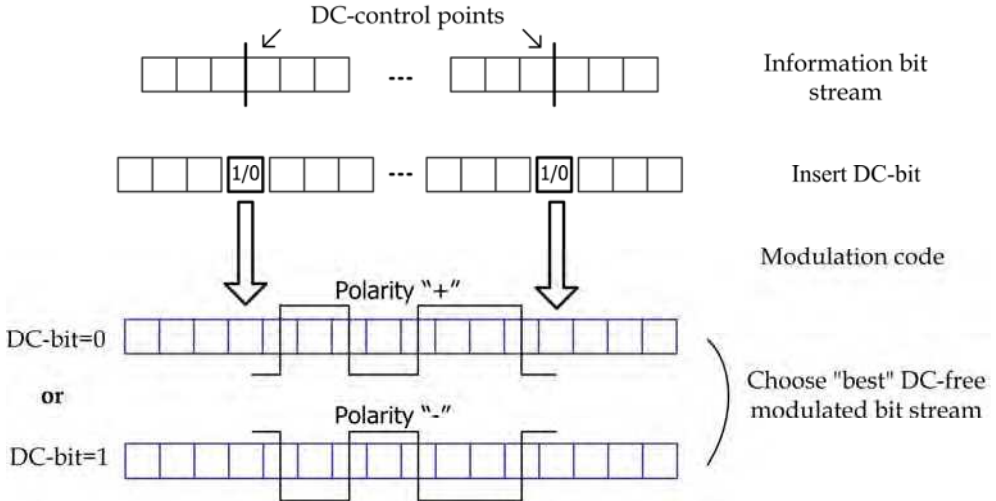 DC-control points
Information bit
stream
1/0
1/0
Insert DC-bit
Modulation code
Polarity “+”
DC-bit=0
or
Choose "best" DC-free
modulated bit stream
Polarity “-”
DC-bit=1